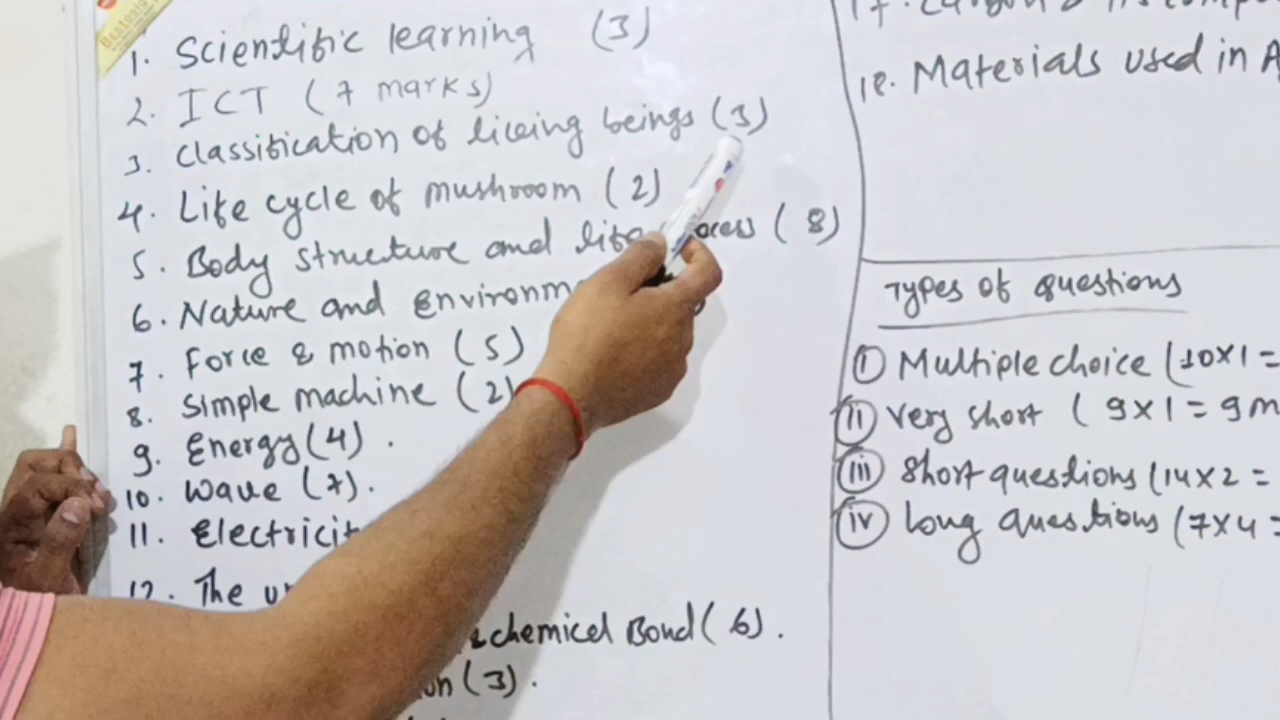 1. Scientific learning (3)
2. ICT (7 marks)
3. Classification of living beings (3)
4. Life cycle of mushroom (2)
5. Body structure and life (8)
6. Nature and Environm
7. Force & motion (5)
8. Simple machine (2)
9. Energy (4).
10. Wave (7).
11. Electricit
12. The
& chemical Bond (6).
(3).
18. Materials used in
Types of questions
(i) Multiple choice (10×1=
(ii) Very short (9×1=9m
(iii) Short questions (14×2=
(iv) Long questions (7×4=